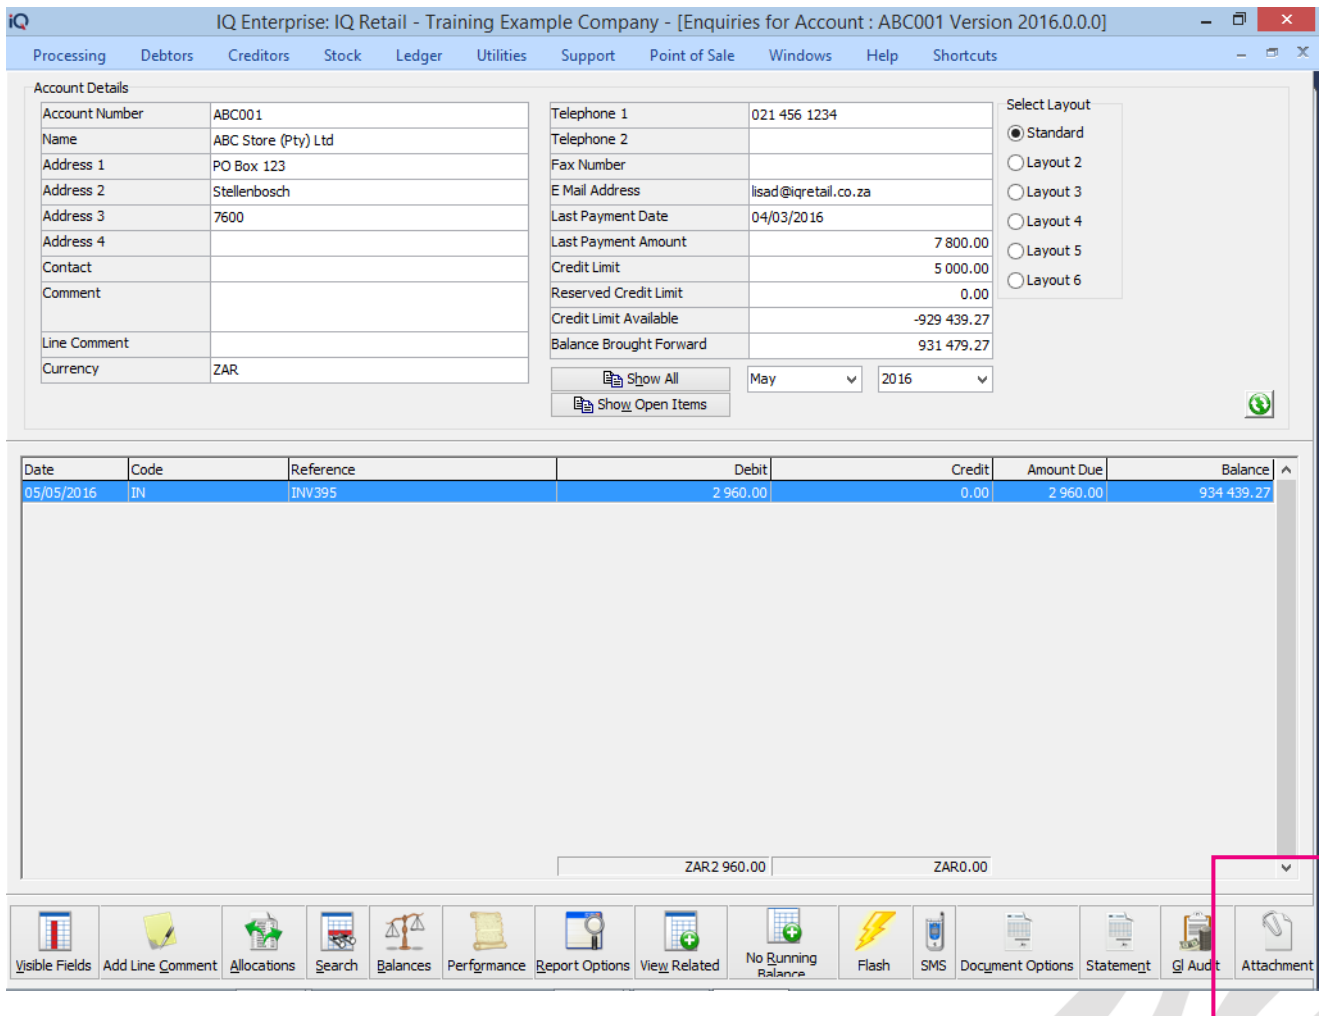 iQ IQ Enterprise: IQ Retail - Training Example Company - [Enquiries for Account : ABC001 Version 2016.0.0.0]
Processing Debtors Creditors Stock Ledger Utilities Support Point of Sale Windows Help Shortcuts
Account Details
Account Number ABC001
Name ABC Store (Pty) Ltd
Address 1 PO Box 123
Address 2 Stellenbosch
Address 3 7600
Address 4
Contact
Comment
Line Comment
Currency ZAR
Telephone 1 021 456 1234
Telephone 2
Fax Number
E Mail Address lisad@iqretail.co.za
Last Payment Date 04/03/2016
Last Payment Amount 7 800.00
Credit Limit 5 000.00
Reserved Credit Limit 0.00
Credit Limit Available -929 439.27
Balance Brought Forward 931 479.27
Show All May 2016
Show Open Items
Select Layout
Standard
Layout 2
Layout 3
Layout 4
Layout 5
Layout 6
Date Code Reference Debit Credit Amount Due Balance
05/05/2016 IN INV395 2 960.00 0.00 2 960.00 934 439.27
ZAR2 960.00 ZAR0.00
Visible Fields Add Line Comment Allocations Search Balances Performance Report Options View Related No Running Balance Flash SMS Document Options Statement Gl Audit Attachment